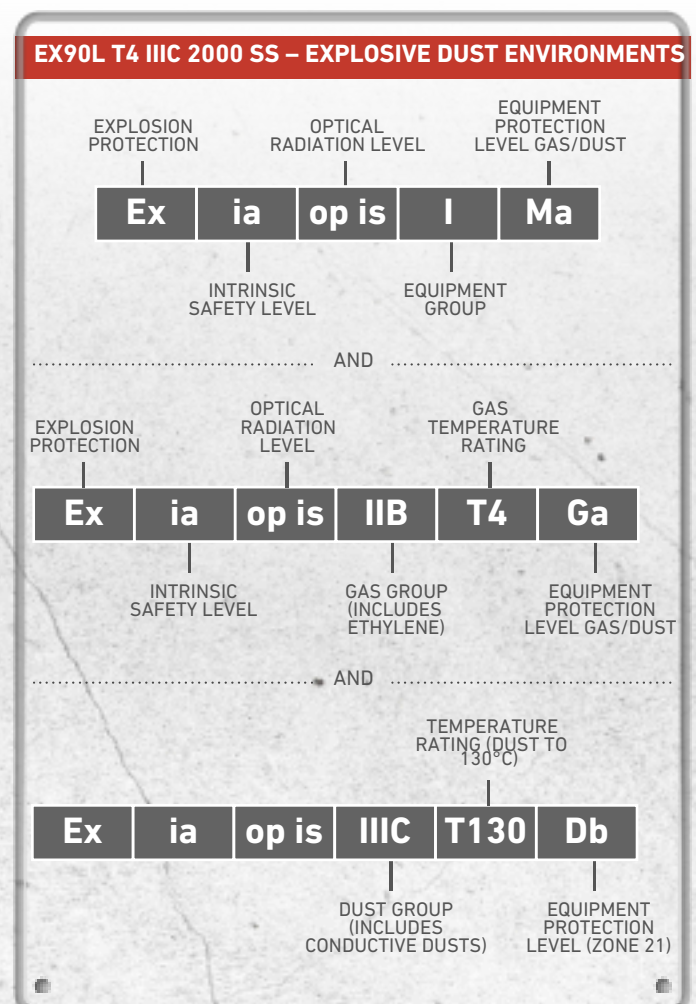 EX90L T4 IIIC 2000 SS – EXPLOSIVE DUST ENVIRONMENTS
EXPLOSION
PROTECTION
OPTICAL
RADIATION LEVEL
EQUIPMENT
PROTECTION
LEVEL GAS/DUST
Ex ia op is I Ma
INTRINSIC
SAFETY LEVEL
EQUIPMENT
GROUP
AND
EXPLOSION
PROTECTION
OPTICAL
RADIATION
LEVEL
GAS
TEMPERATURE
RATING
Ex ia op is IIB T4 Ga
INTRINSIC
SAFETY LEVEL
GAS GROUP
(INCLUDES
ETHYLENE)
EQUIPMENT
PROTECTION
LEVEL GAS/DUST
AND
TEMPERATURE
RATING (DUST TO
130°C)
Ex ia op is IIIC T130 Db
DUST GROUP
(INCLUDES
CONDUCTIVE DUSTS)
EQUIPMENT
PROTECTION
LEVEL (ZONE 21)